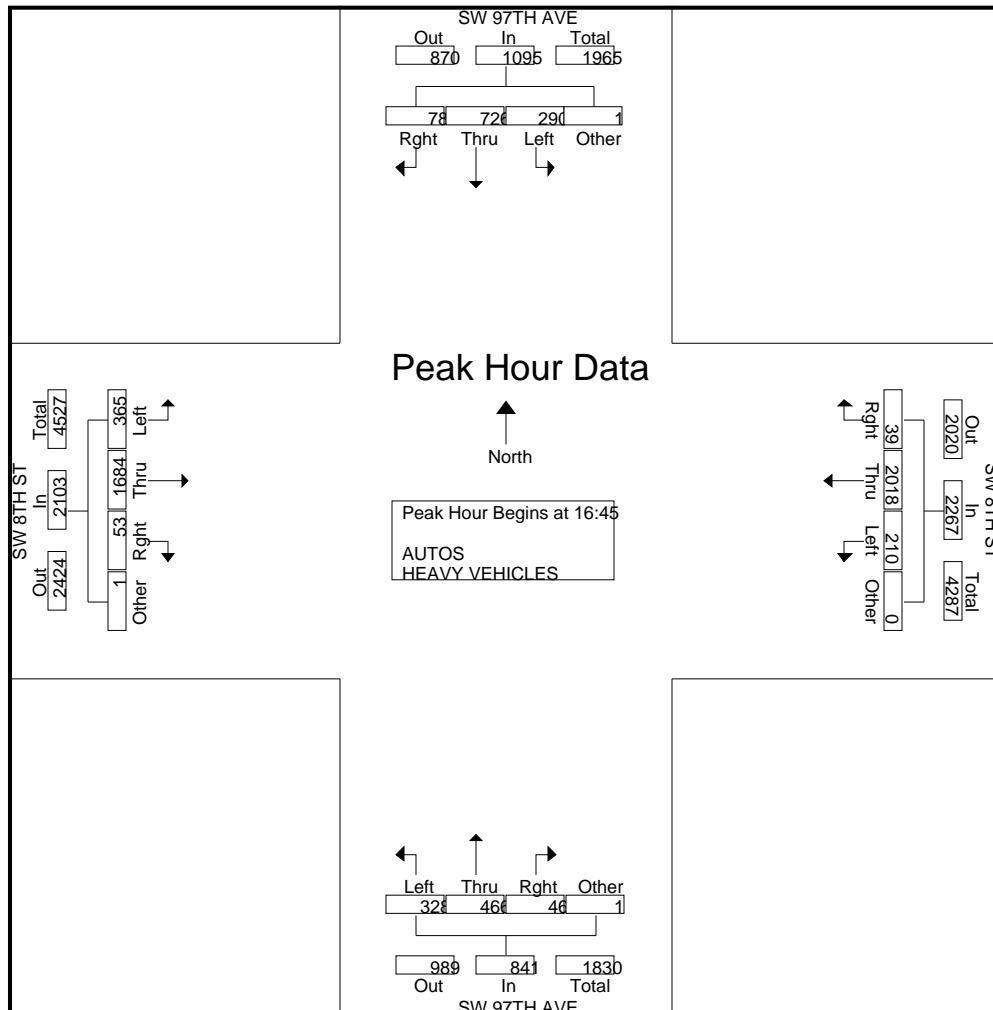 SW 97TH AVE
Out In Total
870 1095 1965
78 726 290 1
Rght Thru Left Other
Peak Hour Data
North
Peak Hour Begins at 16:45
AUTOS
HEAVY VEHICLES
SW 8TH ST
Total In Out
4527 2103 2424
365 1684 53 1
Left Thru Rght Other
Rght Thru Left Other
39 2018 210 0
Out In Total
2020 2267 4287
SW 8TH ST
Left Thru Rght Other
328 466 46 1
989 841 1830
Out In Total
SW 97TH AVE